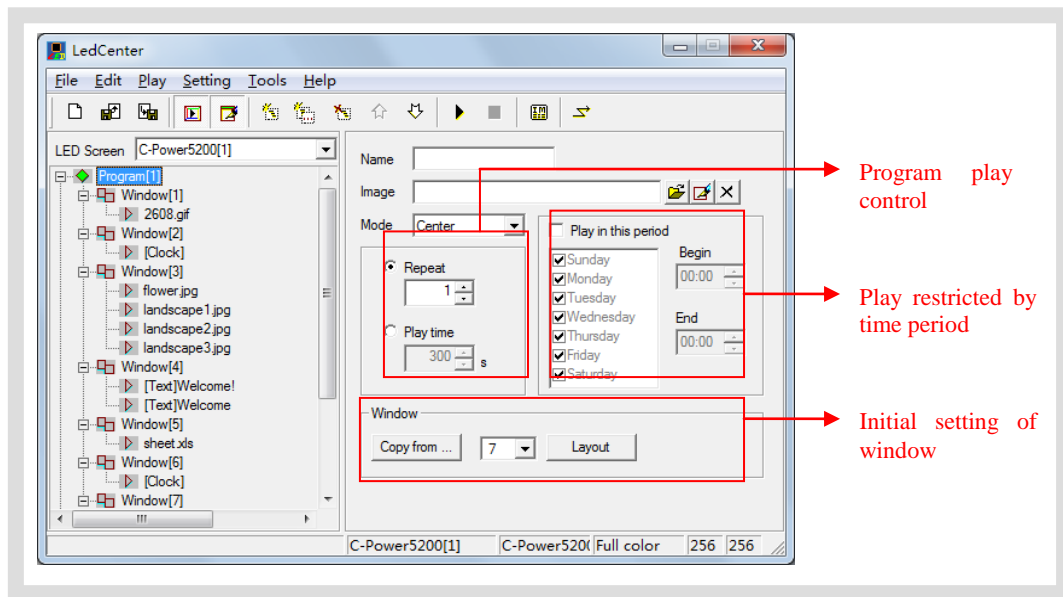 LedCenter
File Edit Play Setting Tools Help
LED Screen C-Power5200[1]
Program[1]
Window[1]
2608.gif
Window[2]
[Clock]
Window[3]
flower.jpg
landscape1.jpg
landscape2.jpg
landscape3.jpg
Window[4]
[Text]Welcome!
[Text]Welcome
Window[5]
sheet.xls
Window[6]
[Clock]
Window[7]
Name
Image
Mode Center
Repeat
1
Play time
300 s
Play in this period
Sunday
Monday
Tuesday
Wednesday
Thursday
Friday
Saturday
Begin
00:00
End
00:00
Window
Copy from ... 7 Layout
C-Power5200[1] C-Power520( Full color 256 256
Program play
control
Play restricted by
time period
Initial setting of
window